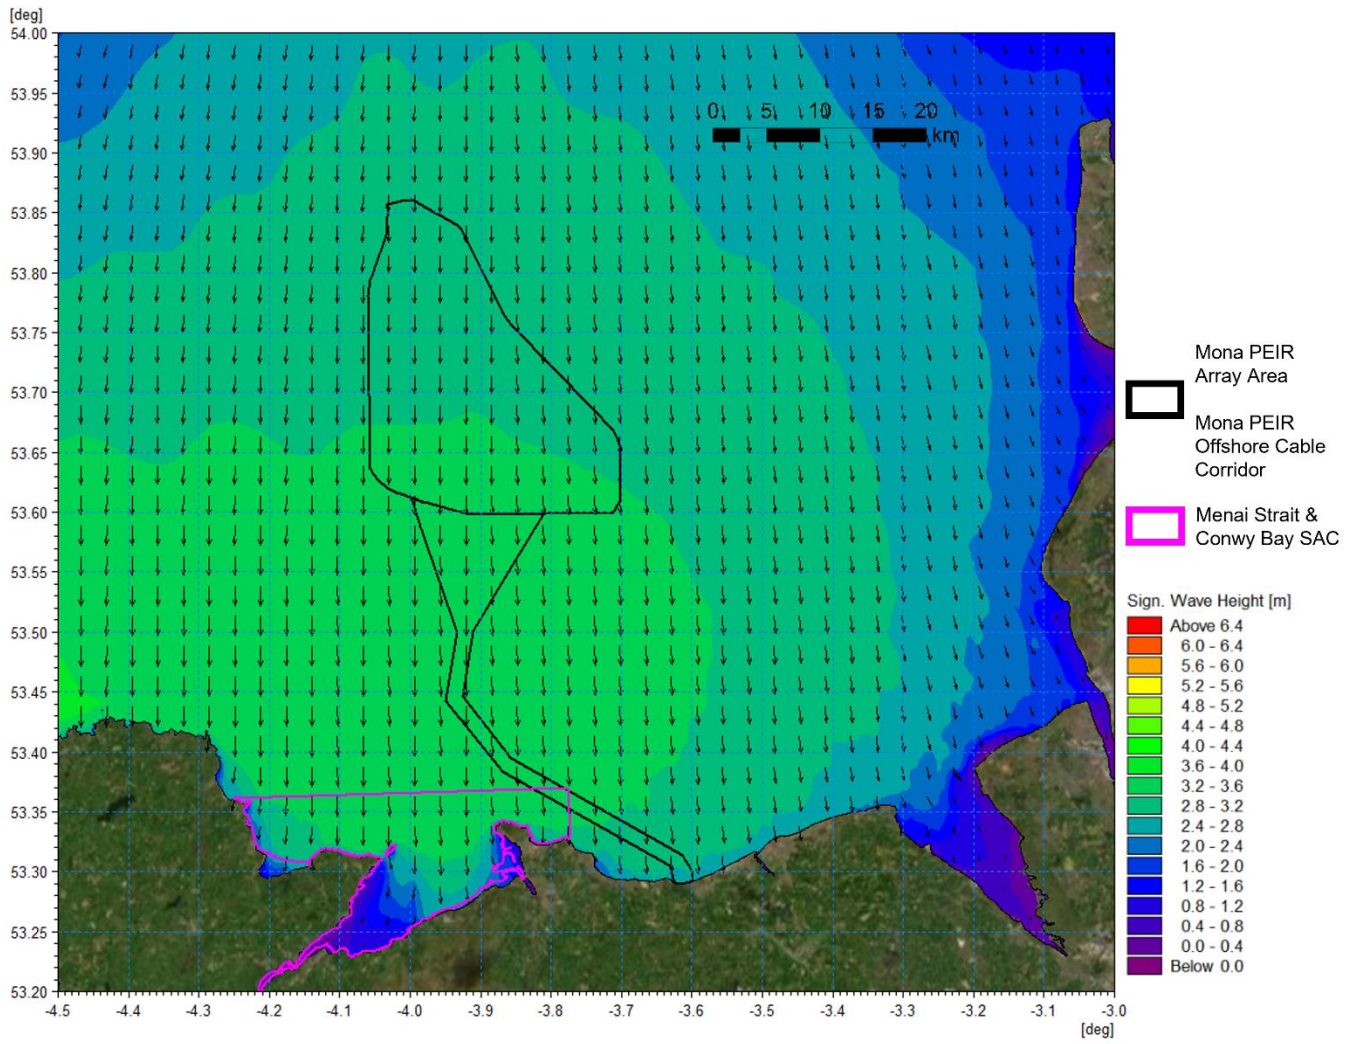 [deg]
54.00
53.95
53.90
53.85
53.80
53.75
53.70
53.65
53.60
53.55
53.50
53.45
53.40
53.35
53.30
53.25
53.20
-4.5 -4.4 -4.3 -4.2 -4.1 -4.0 -3.9 -3.8 -3.7 -3.6 -3.5 -3.4 -3.3 -3.2 -3.1 -3.0
[deg]
0 5 10 15 20
km
Mona PEIR
Array Area
Mona PEIR
Offshore Cable
Corridor
Menai Strait &
Conwy Bay SAC
Sign. Wave Height [m]
Above 6.4
6.0 - 6.4
5.6 - 6.0
5.2 - 5.6
4.8 - 5.2
4.4 - 4.8
4.0 - 4.4
3.6 - 4.0
3.2 - 3.6
2.8 - 3.2
2.4 - 2.8
2.0 - 2.4
1.6 - 2.0
1.2 - 1.6
0.8 - 1.2
0.4 - 0.8
0.0 - 0.4
Below 0.0